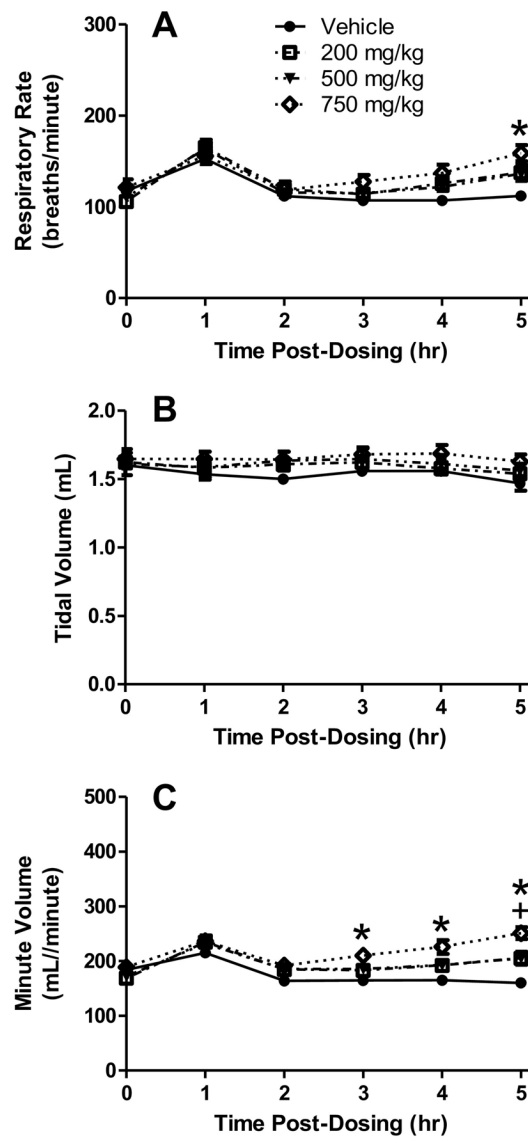 A
Vehicle
200 mg/kg
500 mg/kg
750 mg/kg
Respiratory Rate
(breaths/minute)
300
200
100
0
*
0 1 2 3 4 5
Time Post-Dosing (hr)
B
Tidal Volume (mL)
2.0
1.5
1.0
0.5
0.0
0 1 2 3 4 5
Time Post-Dosing (hr)
C
Minute Volume
(mL//minute)
500
400
300
200
100
0
* * *
+
0 1 2 3 4 5
Time Post-Dosing (hr)